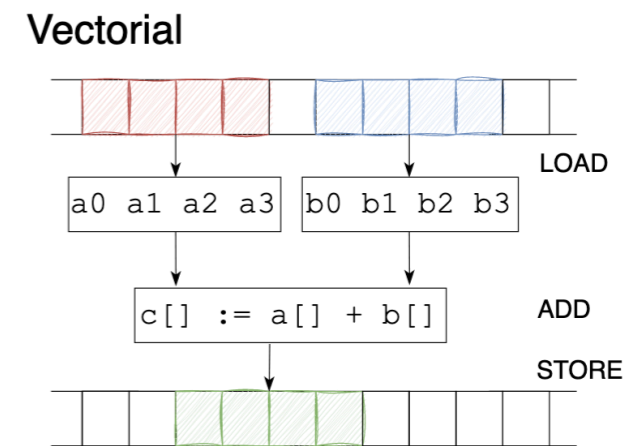 Vectorial
LOAD
a0 a1 a2 a3
b0 b1 b2 b3
c[] := a[] + b[]
ADD
STORE